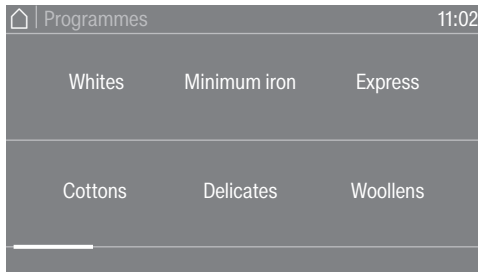 Programmes 11:02
Whites Minimum iron Express
Cottons Delicates Woollens